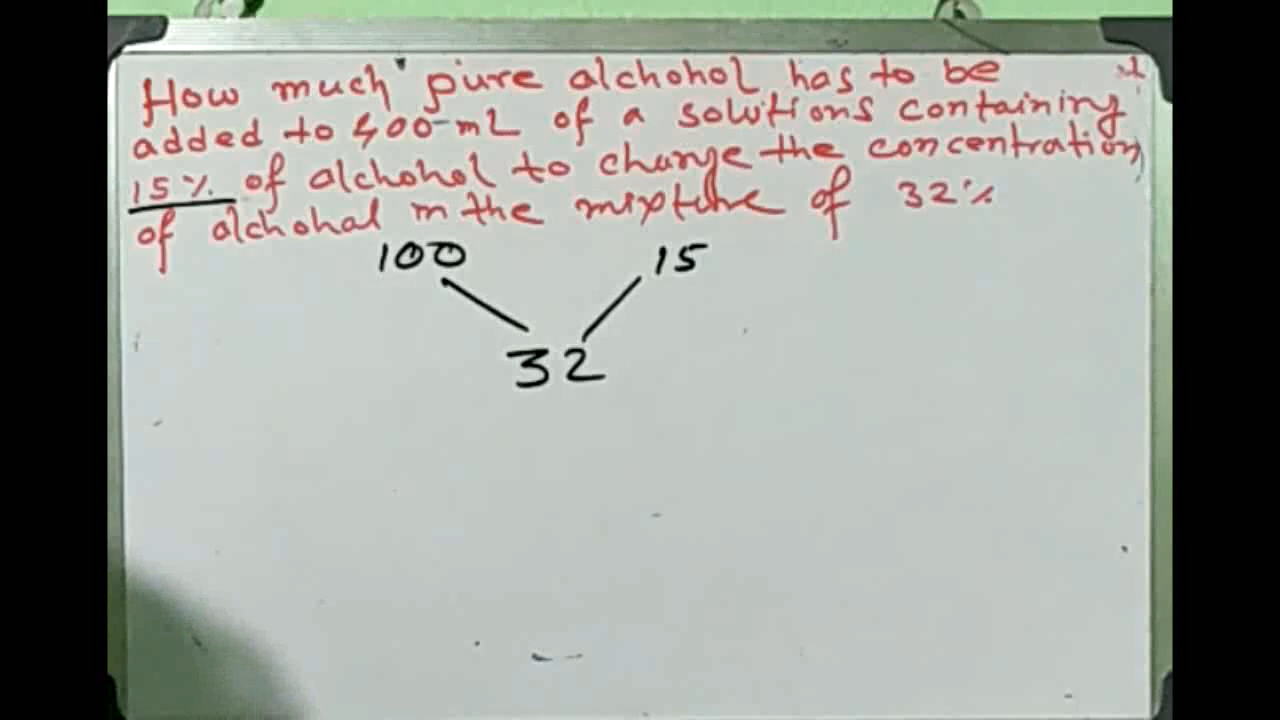 How much pure alchohol has to be
added to 400 mL of a solutions containing
15% of alchohol to change the concentration
of alchohal in the mixture of 32%
100 15
32